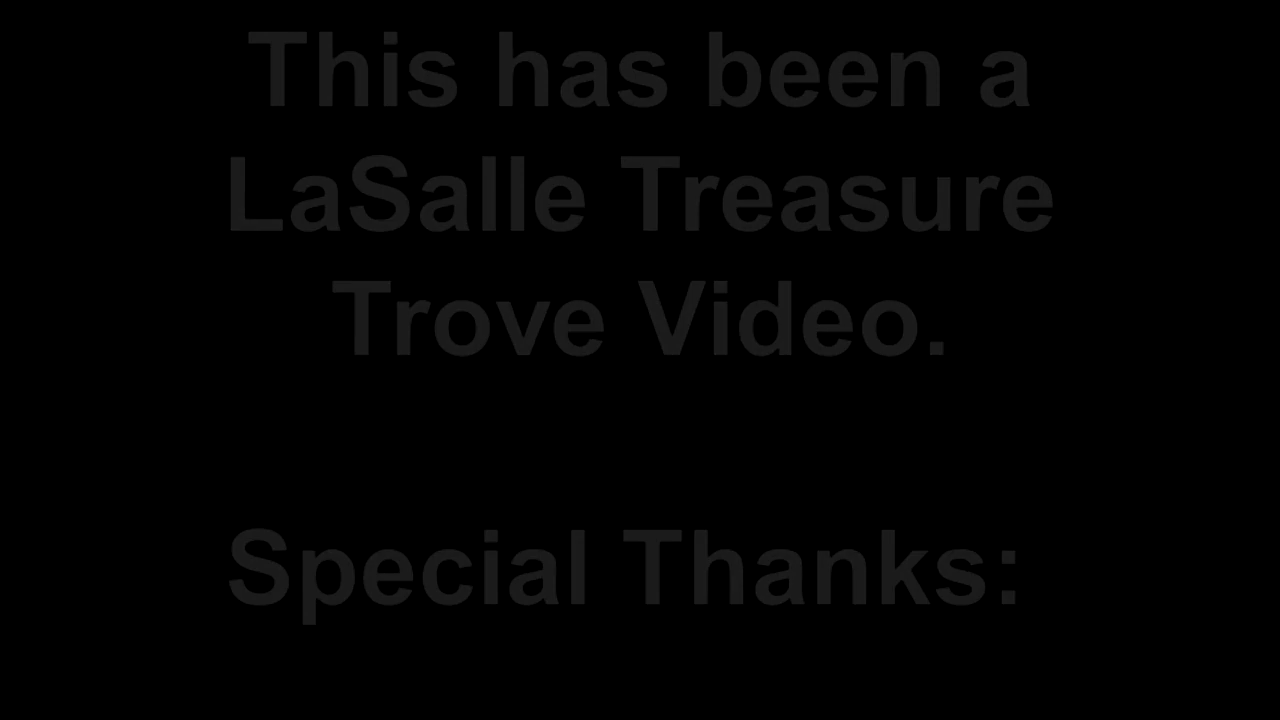 This has been a
LaSalle Treasure
Trove Video.
Special Thanks: